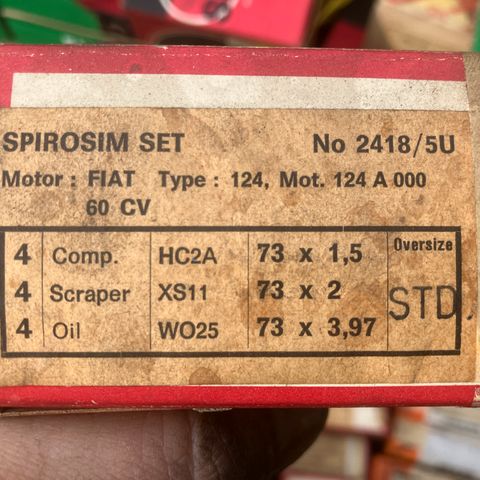 SPIROSIM SET No 2418/5U
Motor : FIAT Type : 124, Mot. 124 A 000
60 CV
Oversize
4 Comp. HC2A 73 x 1,5
4 Scraper XS11 73 x 2 STD.
4 Oil WO25 73 x 3,97